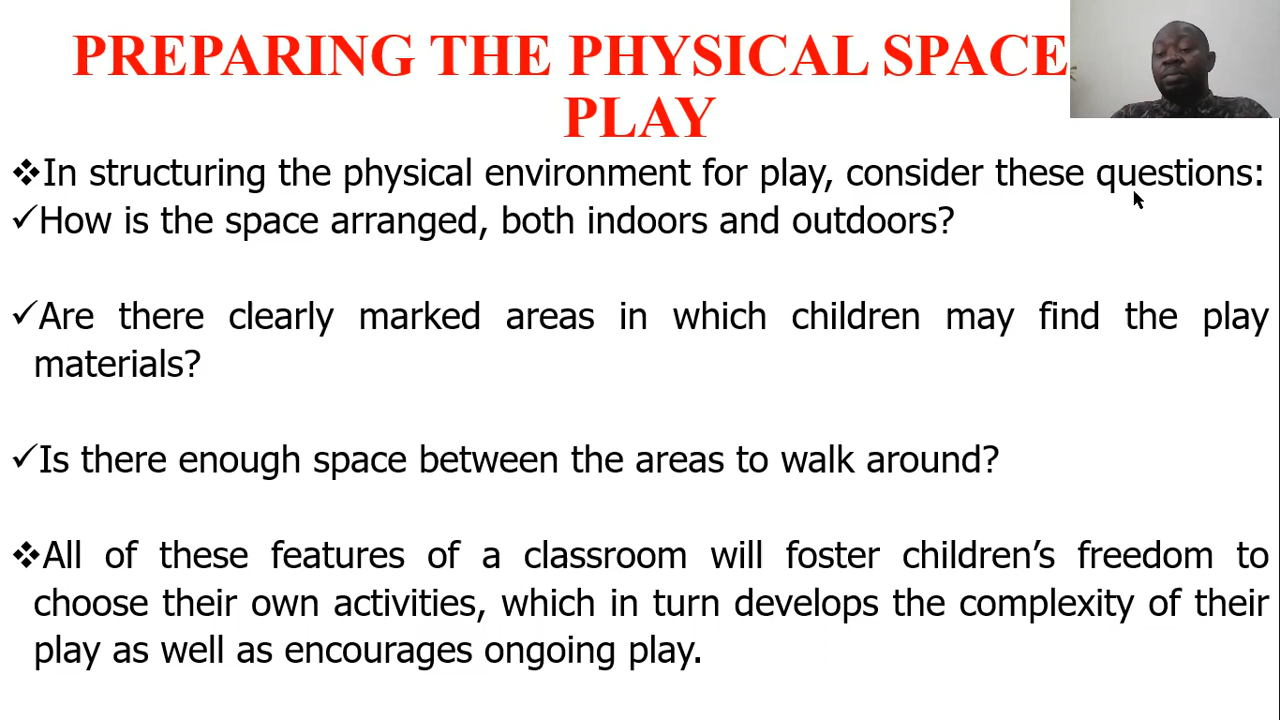 PREPARING THE PHYSICAL SPACE
PLAY
❖In structuring the physical environment for play, consider these questions:
✓How is the space arranged, both indoors and outdoors?
✓Are there clearly marked areas in which children may find the play
materials?
✓Is there enough space between the areas to walk around?
❖All of these features of a classroom will foster children’s freedom to
choose their own activities, which in turn develops the complexity of their
play as well as encourages ongoing play.